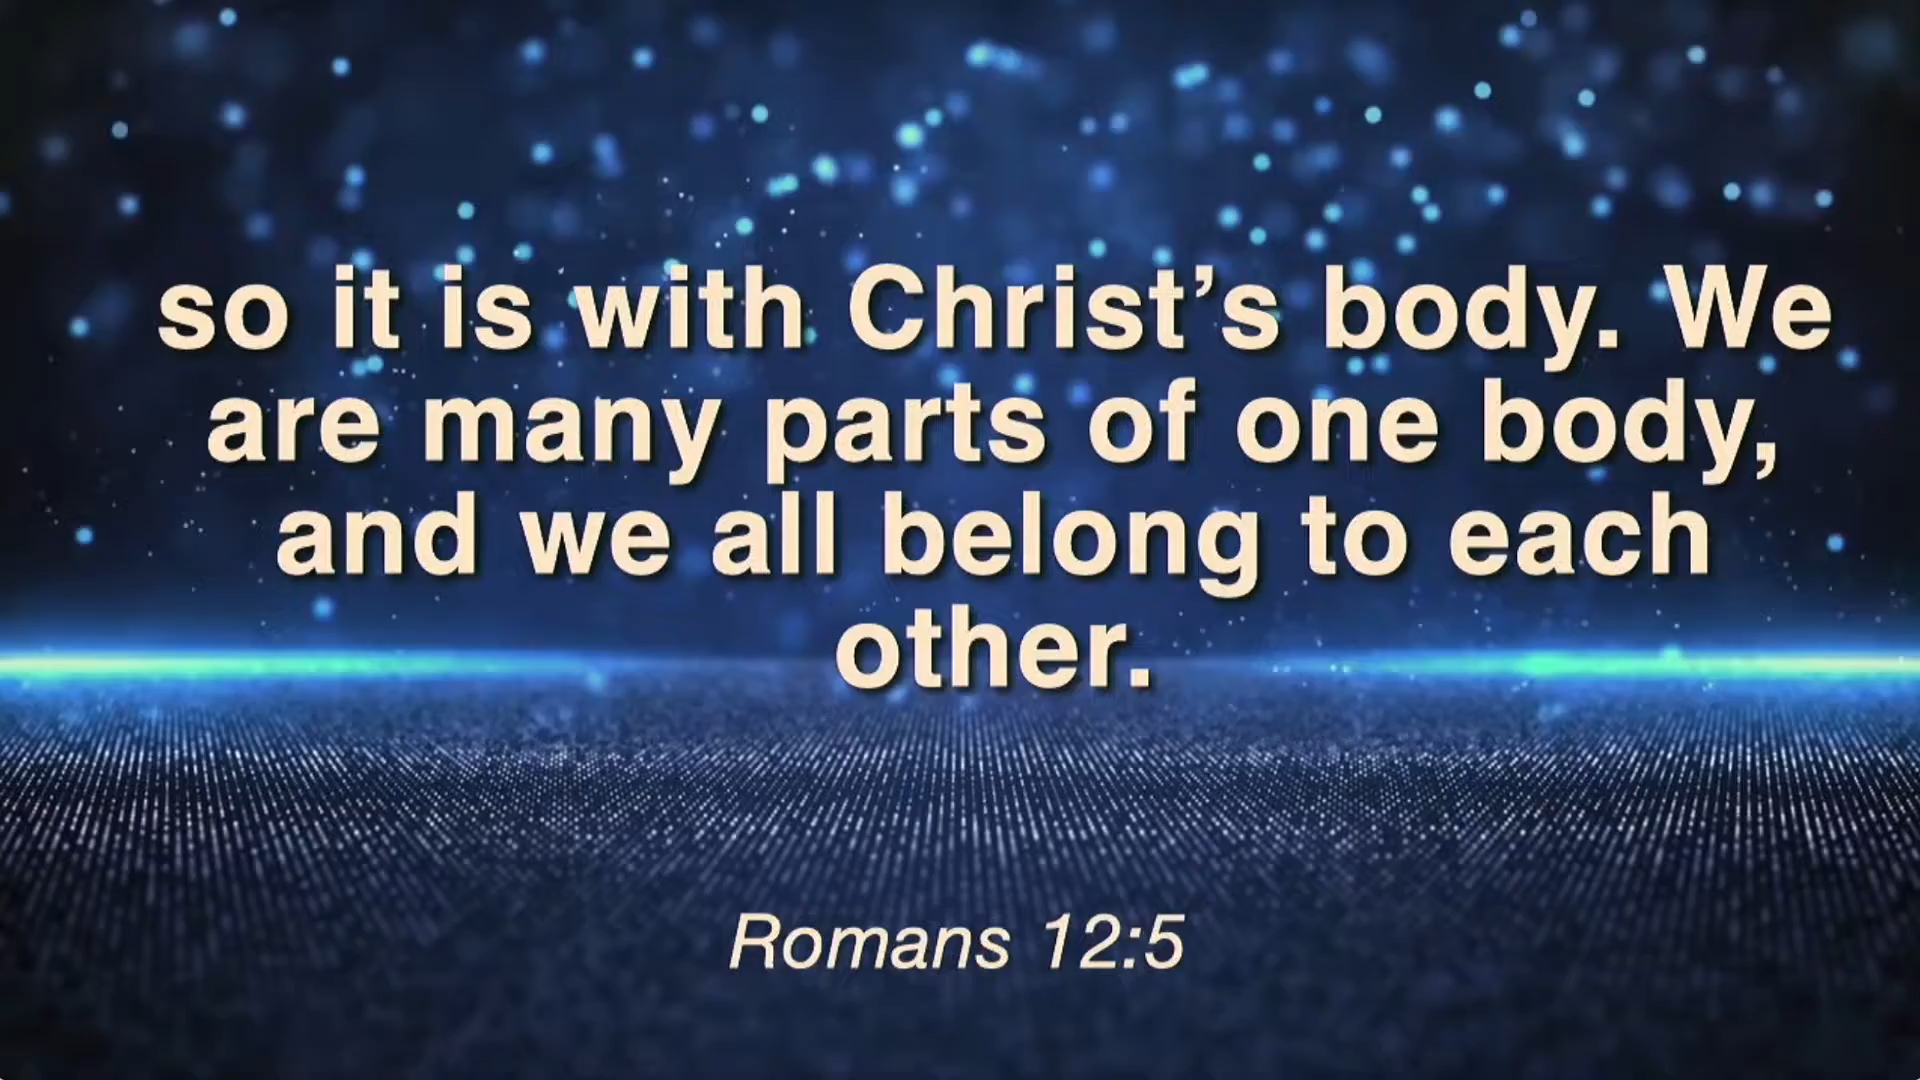 so it is with Christ’s body. We
are many parts of one body,
and we all belong to each
other.
Romans 12:5